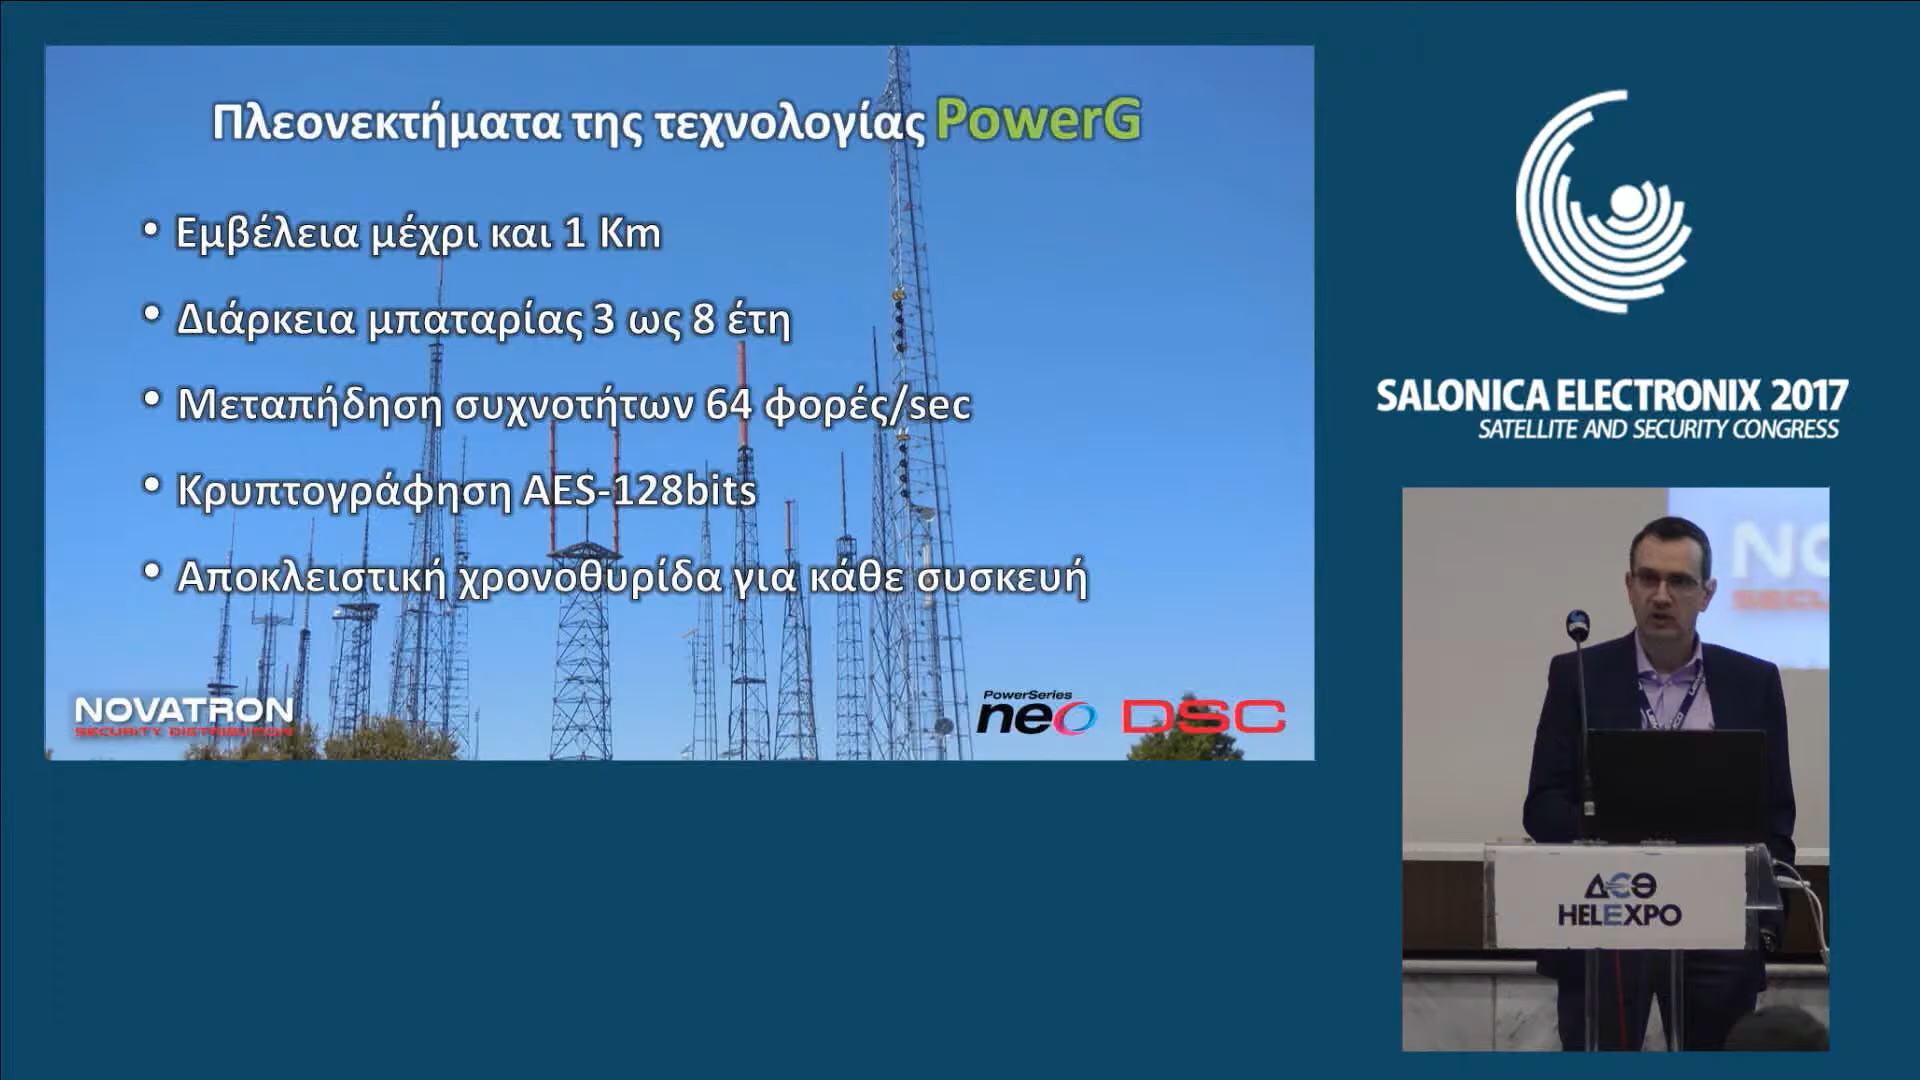 Πλεονεκτήματα της τεχνολογίας PowerG
• Εμβέλεια μέχρι και 1 Km
• Διάρκεια μπαταρίας 3 ως 8 έτη
• Μεταπήδηση συχνοτήτων 64 φορές/sec
• Κρυπτογράφηση AES-128bits
• Αποκλειστική χρονοθυρίδα για κάθε συσκευή
NOVATRON
SECURITY DISTRIBUTION
PowerSeries
neo DSC
SALONICA ELECTRONIX 2017
SATELLITE AND SECURITY CONGRESS
ΔΕΘ
HELEXPO